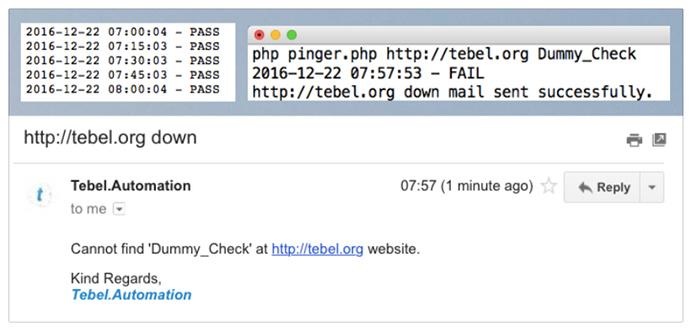 2016-12-22 07:00:04 - PASS
2016-12-22 07:15:03 - PASS
2016-12-22 07:30:03 - PASS
2016-12-22 07:45:03 - PASS
2016-12-22 08:00:04 - PASS
php pinger.php http://tebel.org Dummy_Check
2016-12-22 07:57:53 - FAIL
http://tebel.org down mail sent successfully.
http://tebel.org down
t
Tebel.Automation 07:57 (1 minute ago) Reply
to me
Cannot find 'Dummy_Check' at http://tebel.org website.
Kind Regards,
Tebel.Automation